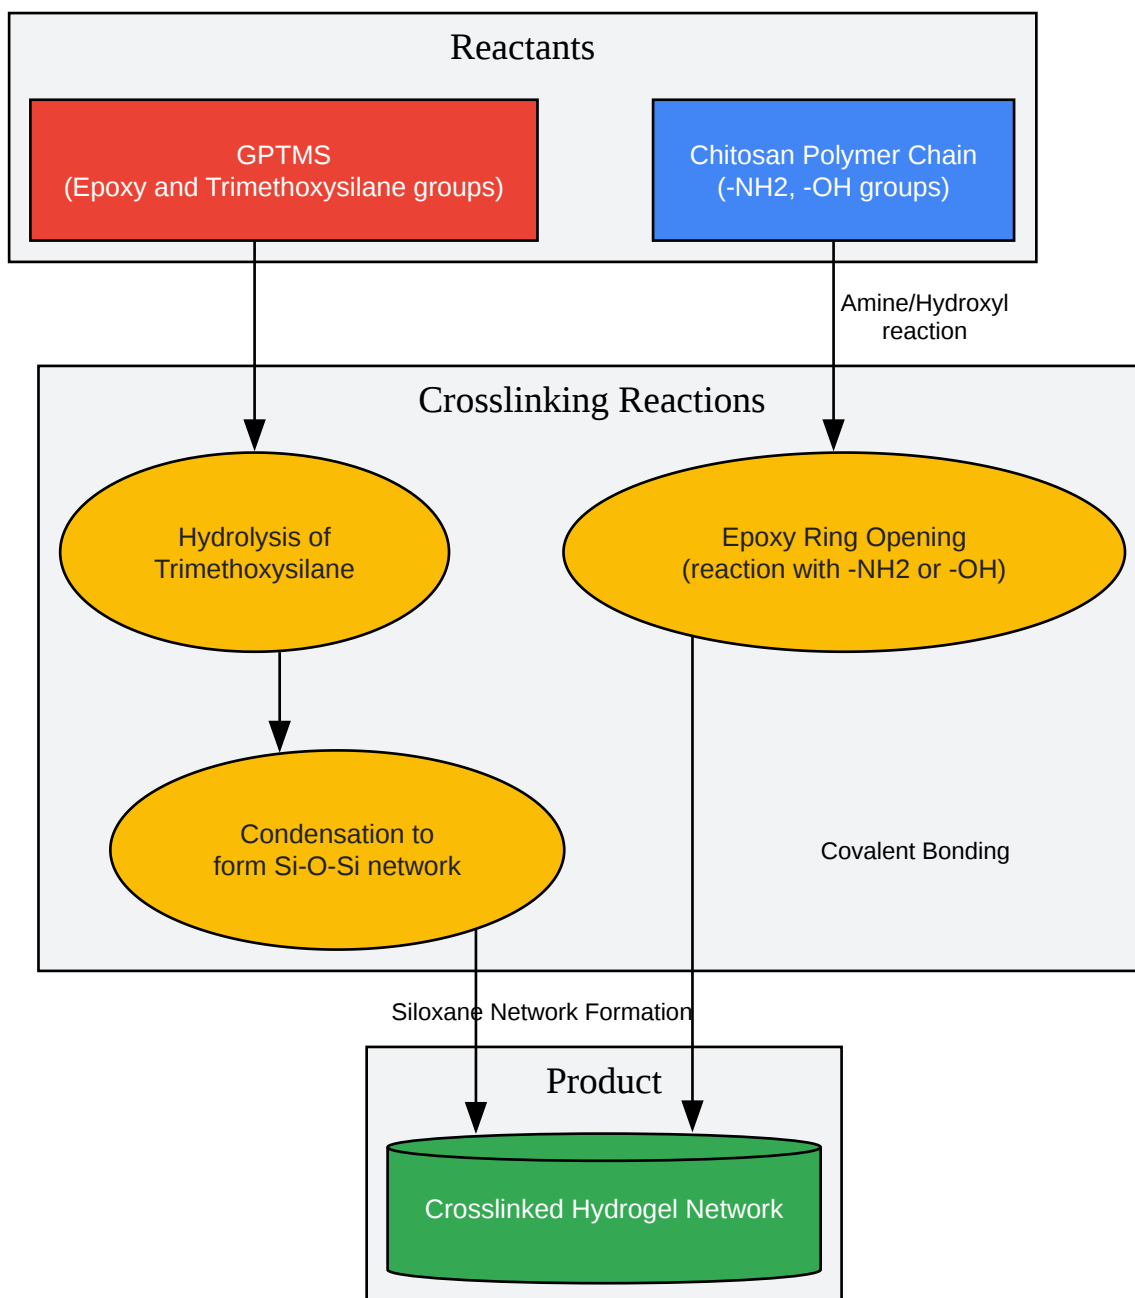 Reactants
GPTMS
(Epoxy and Trimethoxysilane groups)
Chitosan Polymer Chain
(-NH2, -OH groups)
Amine/Hydroxyl
reaction
Crosslinking Reactions
Hydrolysis of
Trimethoxysilane
Epoxy Ring Opening
(reaction with -NH2 or -OH)
Condensation to
form Si-O-Si network
Covalent Bonding
Siloxane Network Formation
Product
Crosslinked Hydrogel Network